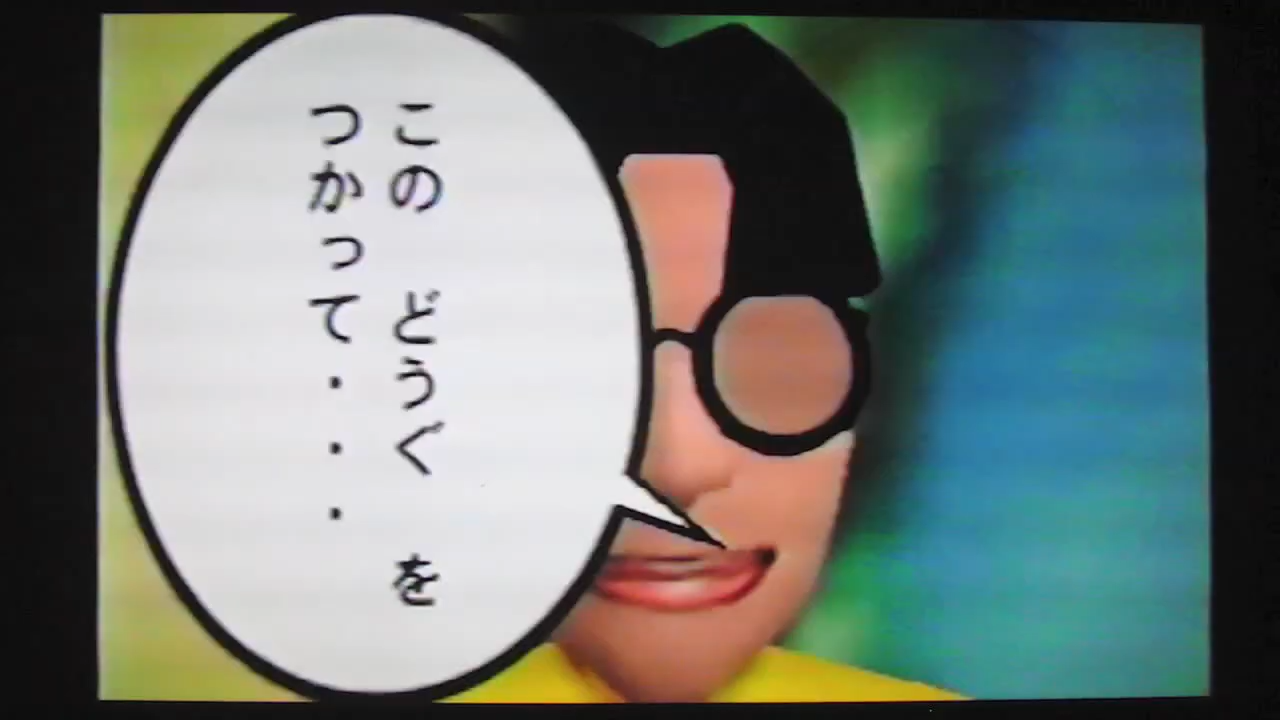 この　どうぐ　を
つかって・・・